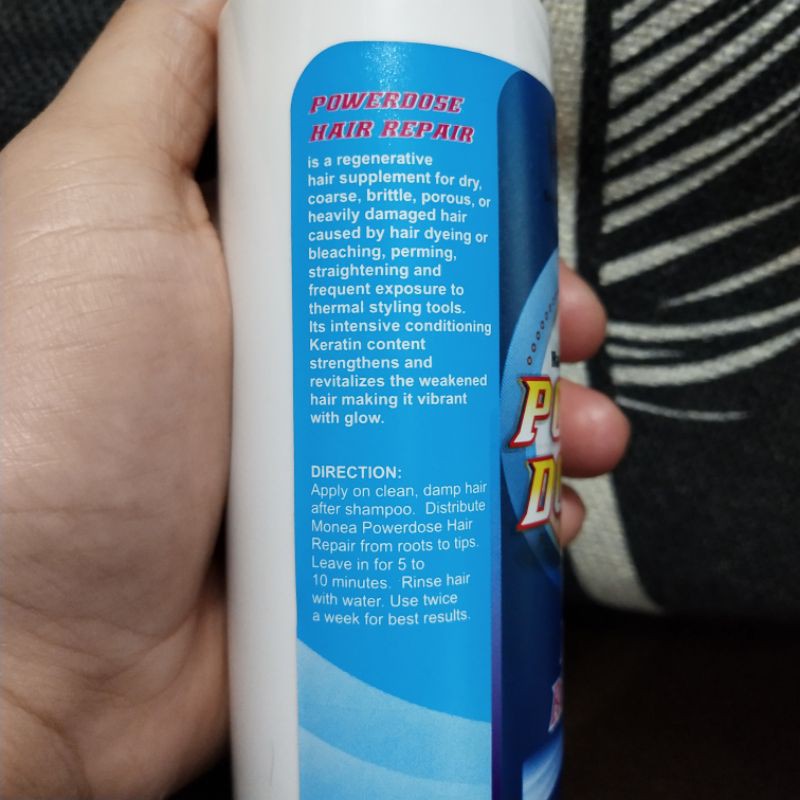 POWERDOSE
HAIR REPAIR
is a regenerative
hair supplement for dry,
coarse, brittle, porous, or
heavily damaged hair
caused by hair dyeing or
bleaching, perming,
straightening and
frequent exposure to
thermal styling tools.
Its intensive conditioning
Keratin content
strengthens and
revitalizes the weakened
hair making it vibrant
with glow.
DIRECTION:
Apply on clean, damp hair
after shampoo. Distribute
Monea Powerdose Hair
Repair from roots to tips.
Leave in for 5 to
10 minutes. Rinse hair
with water. Use twice
a week for best results.